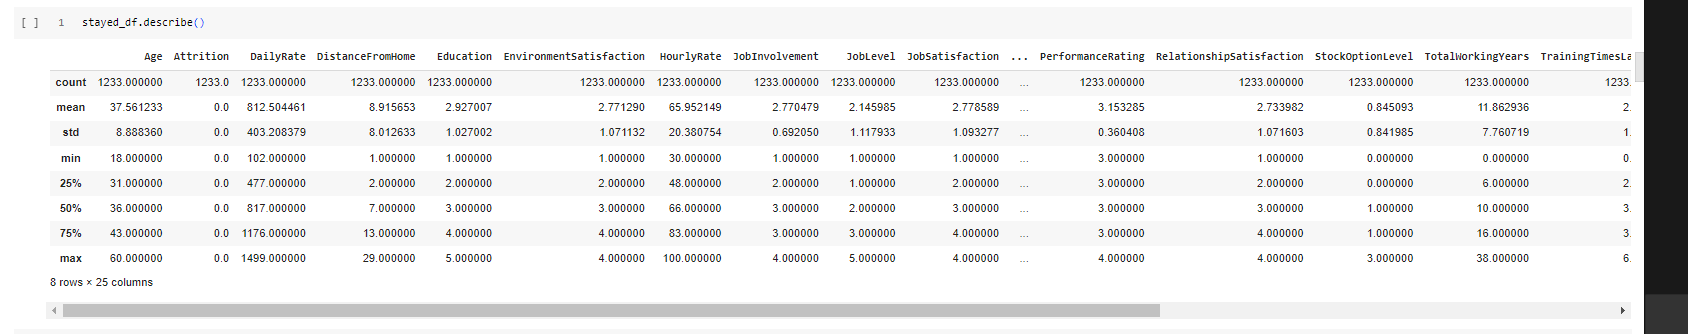 [ ] 1 stayed_df.describe()
Age Attrition DailyRate DistanceFromHome Education EnvironmentSatisfaction HourlyRate JobInvolvement JobLevel JobSatisfaction ... PerformanceRating RelationshipSatisfaction StockOptionLevel TotalWorkingYears TrainingTimesLa
count 1233.000000 1233.0 1233.000000 1233.000000 1233.000000 1233.000000 1233.000000 1233.000000 1233.000000 1233.000000 ... 1233.000000 1233.000000 1233.000000 1233.000000 1233.
mean 37.561233 0.0 812.504461 8.915653 2.927007 2.771290 65.952149 2.770479 2.145985 2.778589 ... 3.153285 2.733982 0.845093 11.862936 2.
std 8.888360 0.0 403.208379 8.012633 1.027002 1.071132 20.380754 0.692050 1.117933 1.093277 ... 0.360408 1.071603 0.841985 7.760719 1.
min 18.000000 0.0 102.000000 1.000000 1.000000 1.000000 30.000000 1.000000 1.000000 1.000000 ... 3.000000 1.000000 0.000000 0.000000 0.
25% 31.000000 0.0 477.000000 2.000000 2.000000 2.000000 48.000000 2.000000 1.000000 2.000000 ... 3.000000 2.000000 0.000000 6.000000 2.
50% 36.000000 0.0 817.000000 7.000000 3.000000 3.000000 66.000000 3.000000 2.000000 3.000000 ... 3.000000 3.000000 1.000000 10.000000 3.
75% 43.000000 0.0 1176.000000 13.000000 4.000000 4.000000 83.000000 3.000000 3.000000 4.000000 ... 3.000000 4.000000 1.000000 16.000000 3.
max 60.000000 0.0 1499.000000 29.000000 5.000000 4.000000 100.000000 4.000000 5.000000 4.000000 ... 4.000000 4.000000 3.000000 38.000000 6.
8 rows × 25 columns